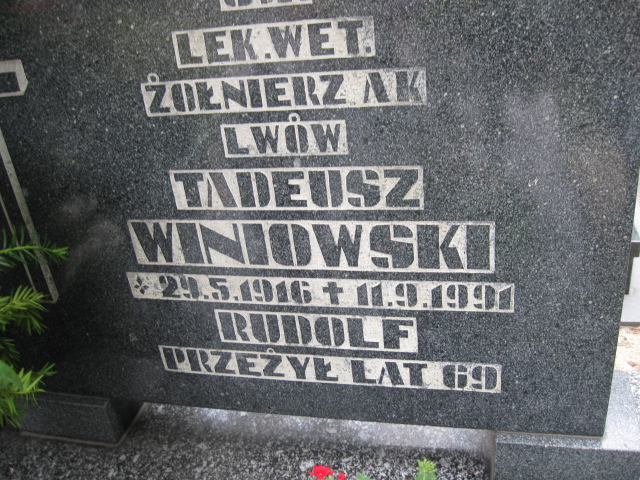 LEK.WET.
ŻOŁNIERZ AK
LWÓW
TADEUSZ
WINIOWSKI
* 29.5.1916 ✝ 11.9.1991
RUDOLF
PRZEŻYŁ LAT 69